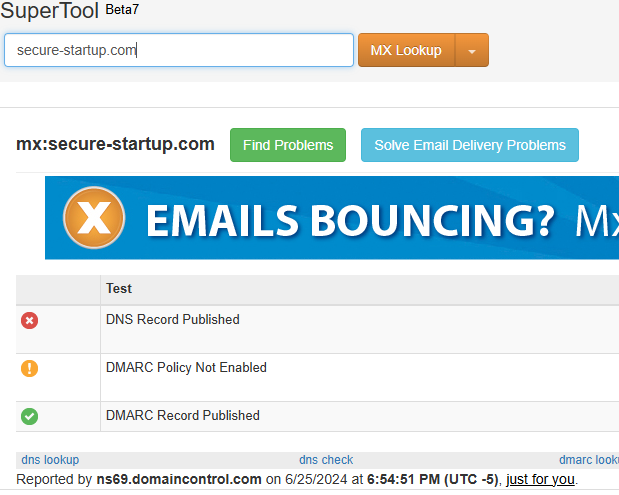 SuperTool Beta7
secure-startup.com
MX Lookup
mx:secure-startup.com Find Problems Solve Email Delivery Problems
X EMAILS BOUNCING? Mx
Test
DNS Record Published
DMARC Policy Not Enabled
DMARC Record Published
dns lookup dns check dmarc looku
Reported by ns69.domaincontrol.com on 6/25/2024 at 6:54:51 PM (UTC -5), just for you.